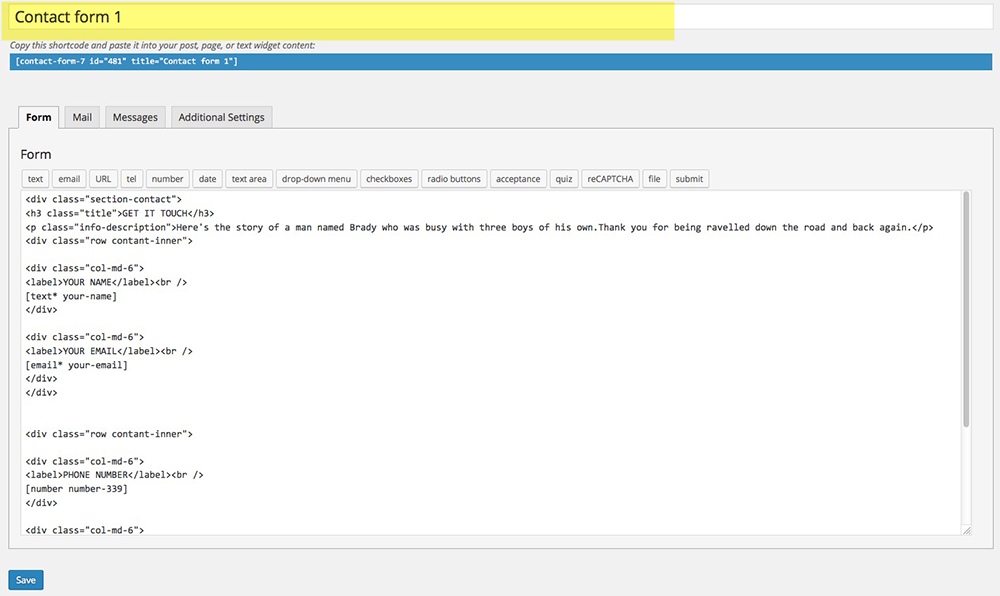 Contact form 1
Copy this shortcode and paste it into your post, page, or text widget content:
[contact-form-7 id="481" title="Contact form 1"]
Form Mail Messages Additional Settings
Form
text email URL tel number date text area drop-down menu checkboxes radio buttons acceptance quiz reCAPTCHA file submit
<div class="section-contact">
<h3 class="title">GET IT TOUCH</h3>
<p class="info-description">Here's the story of a man named Brady who was busy with three boys of his own.Thank you for being ravelled down the road and back again.</p>
<div class="row contant-inner">
<div class="col-md-6">
<label>YOUR NAME</label><br />
[text* your-name]
</div>
<div class="col-md-6">
<label>YOUR EMAIL</label><br />
[email* your-email]
</div>
</div>
<div class="row contant-inner">
<div class="col-md-6">
<label>PHONE NUMBER</label><br />
[number number-339]
</div>
<div class="col-md-6">
Save